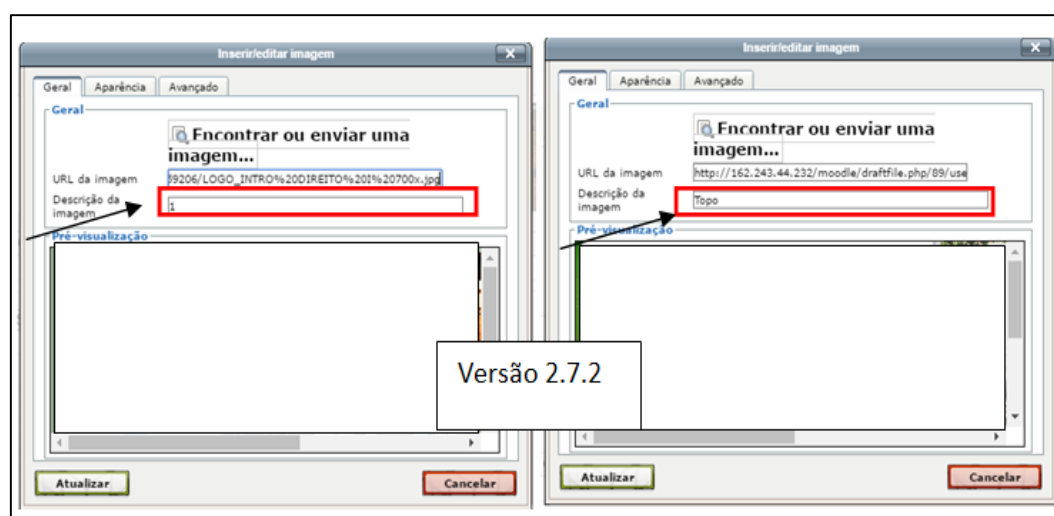 Inserir/editar imagem
Geral Aparência Avançado
Geral
Encontrar ou enviar uma
imagem...
URL da imagem
59206/LOGO_INTRO%20DIREITO%20I%20700x.jpg
Descrição da
imagem
1
Pré-visualização
Atualizar
Cancelar
Inserir/editar imagem
Geral Aparência Avançado
Geral
Encontrar ou enviar uma
imagem...
URL da imagem
http://162.243.44.232/moodle/draftfile.php/89/use
Descrição da
imagem
Topo
Pré-visualização
Atualizar
Cancelar
Versão 2.7.2